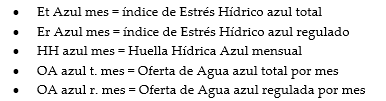 • Et Azul mes = índice de Estrés Hídrico azul total
• Er Azul mes = índice de Estrés Hídrico azul regulado
• HH azul mes = Huella Hídrica Azul mensual
• OA azul t. mes = Oferta de Agua azul total por mes
• OA azul r. mes = Oferta de Agua azul regulada por mes